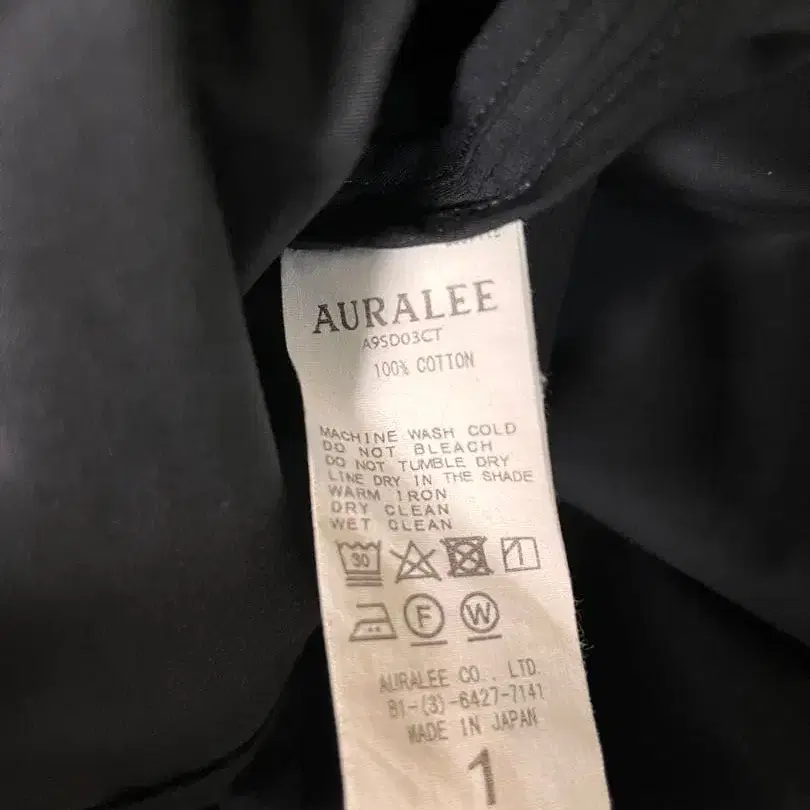 AURALEE
A9SD03CT
100% COTTON
MACHINE WASH COLD
DO NOT BLEACH
DO NOT TUMBLE DRY
LINE DRY IN THE SHADE
WARM IRON
DRY CLEAN
WET CLEAN
30
F W
AURALEE CO., LTD.
81-(3)-6427-7141
MADE IN JAPAN
1